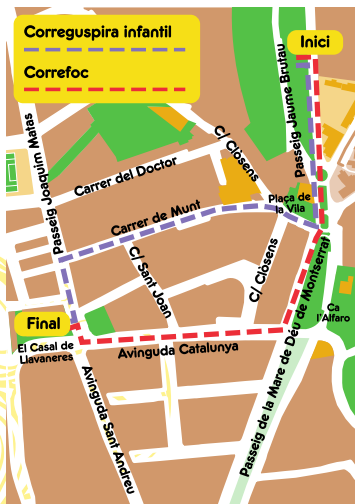 Correguspira infantil
Correfoc
Inici
Passeig Jaume Brutau
Passeig Joaquim Matas
C/ Clòsens
Carrer del Doctor
Plaça de
la Vila
Carrer de Munt
C/ Sant Joan
C/ Clòsens
Passeig de la Mare de Déu de Montserrat
Ca
l'Alfaro
Final
El Casal de
Llavaneres
Avinguda Catalunya
Avinguda Sant Andreu